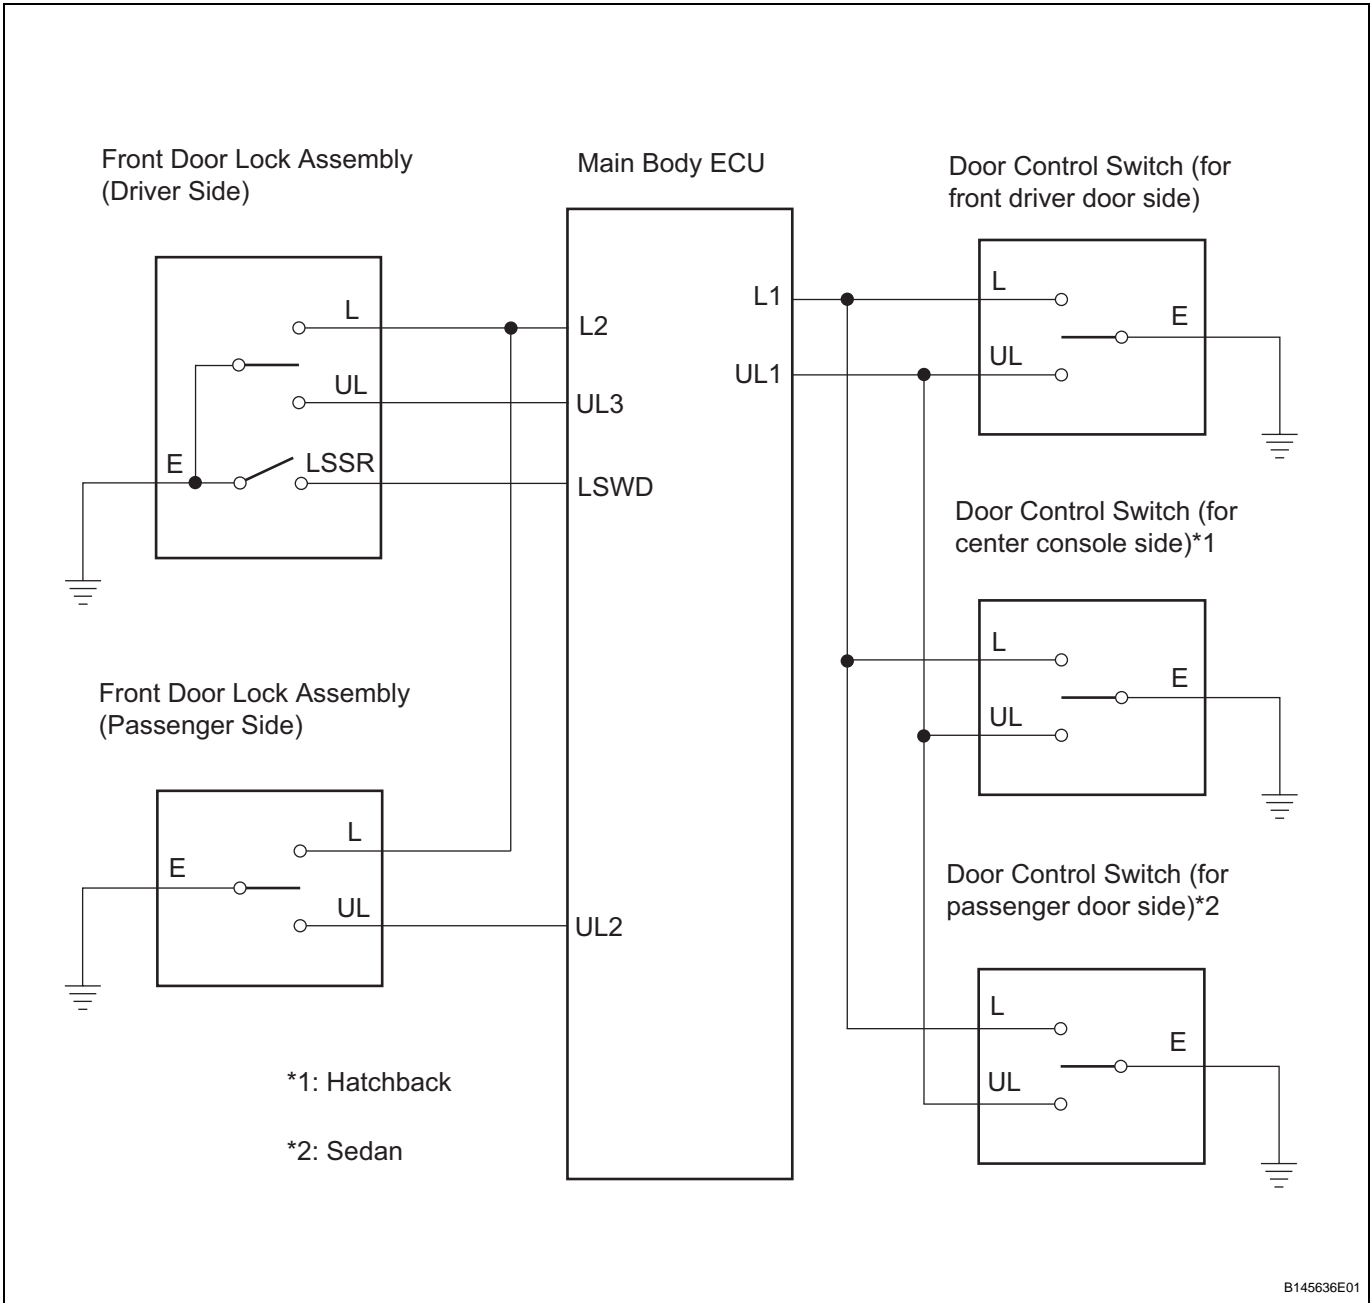 Front Door Lock Assembly
(Driver Side)
L
UL
E
LSSR
Main Body ECU
L2
UL3
LSWD
UL2
L1
UL1
Door Control Switch (for
front driver door side)
L
E
UL
Door Control Switch (for
center console side)*1
L
E
UL
Front Door Lock Assembly
(Passenger Side)
L
E
UL
Door Control Switch (for
passenger door side)*2
L
E
UL
*1: Hatchback
*2: Sedan
B145636E01